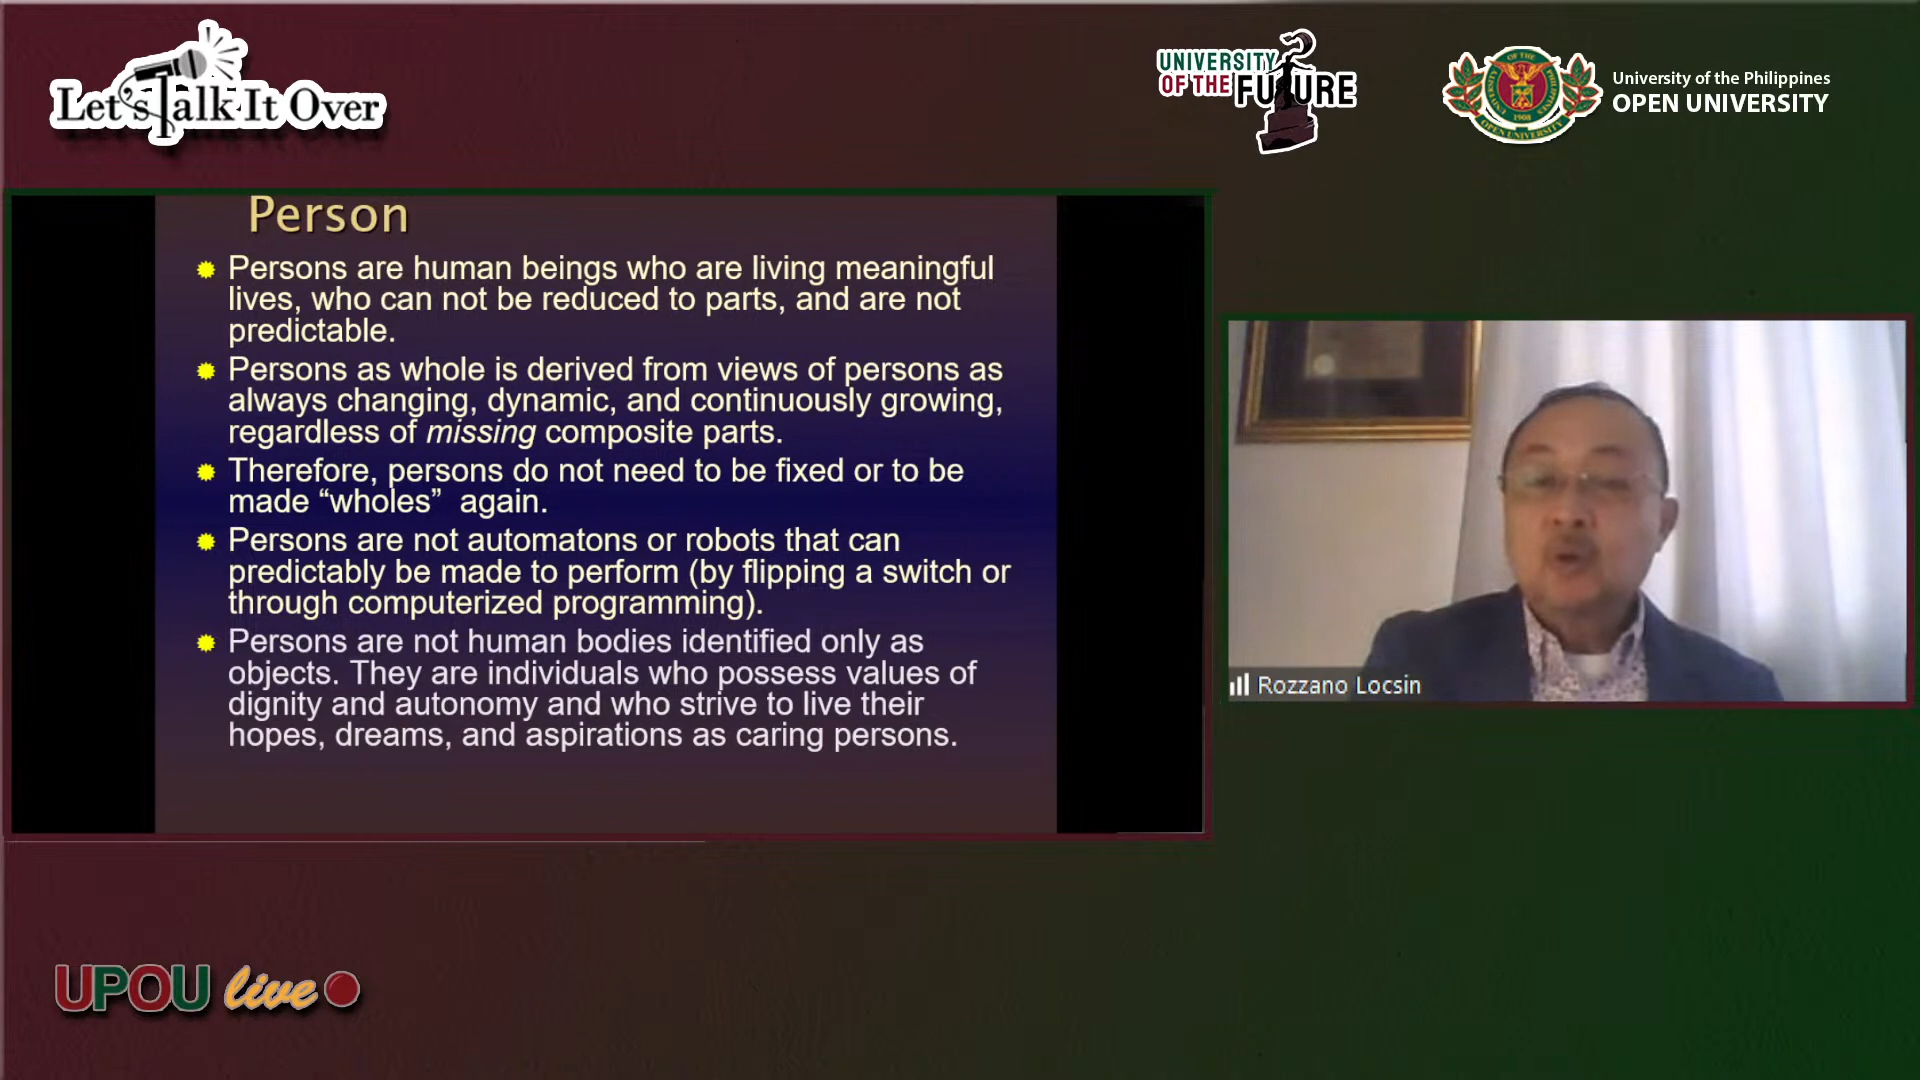 Let's Talk It Over
UNIVERSITY
OF THE FUTURE
OF THE
1908
OPEN UNIVERSITY
University of the Philippines
OPEN UNIVERSITY
Person
Persons are human beings who are living meaningful
lives, who can not be reduced to parts, and are not
predictable.
Persons as whole is derived from views of persons as
always changing, dynamic, and continuously growing,
regardless of missing composite parts.
Therefore, persons do not need to be fixed or to be
made “wholes”  again.
Persons are not automatons or robots that can
predictably be made to perform (by flipping a switch or
through computerized programming).
Persons are not human bodies identified only as
objects. They are individuals who possess values of
dignity and autonomy and who strive to live their
hopes, dreams, and aspirations as caring persons.
Rozzano Locsin
UPOU live